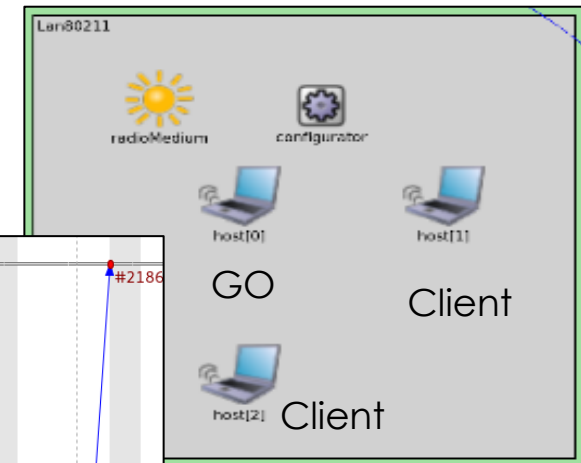 Lan80211
radioMedium
configurator
host[0]
host[1]
#2186
GO
Client
host[2]
Client